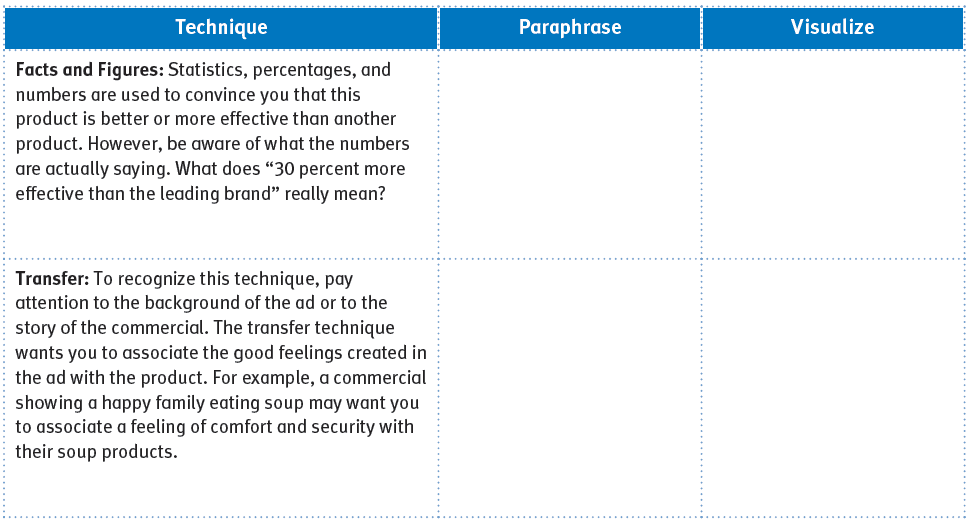 Technique Paraphrase Visualize
Facts and Figures: Statistics, percentages, and
numbers are used to convince you that this
product is better or more effective than another
product. However, be aware of what the numbers
are actually saying. What does “30 percent more
effective than the leading brand” really mean?
Transfer: To recognize this technique, pay
attention to the background of the ad or to the
story of the commercial. The transfer technique
wants you to associate the good feelings created in
the ad with the product. For example, a commercial
showing a happy family eating soup may want you
to associate a feeling of comfort and security with
their soup products.